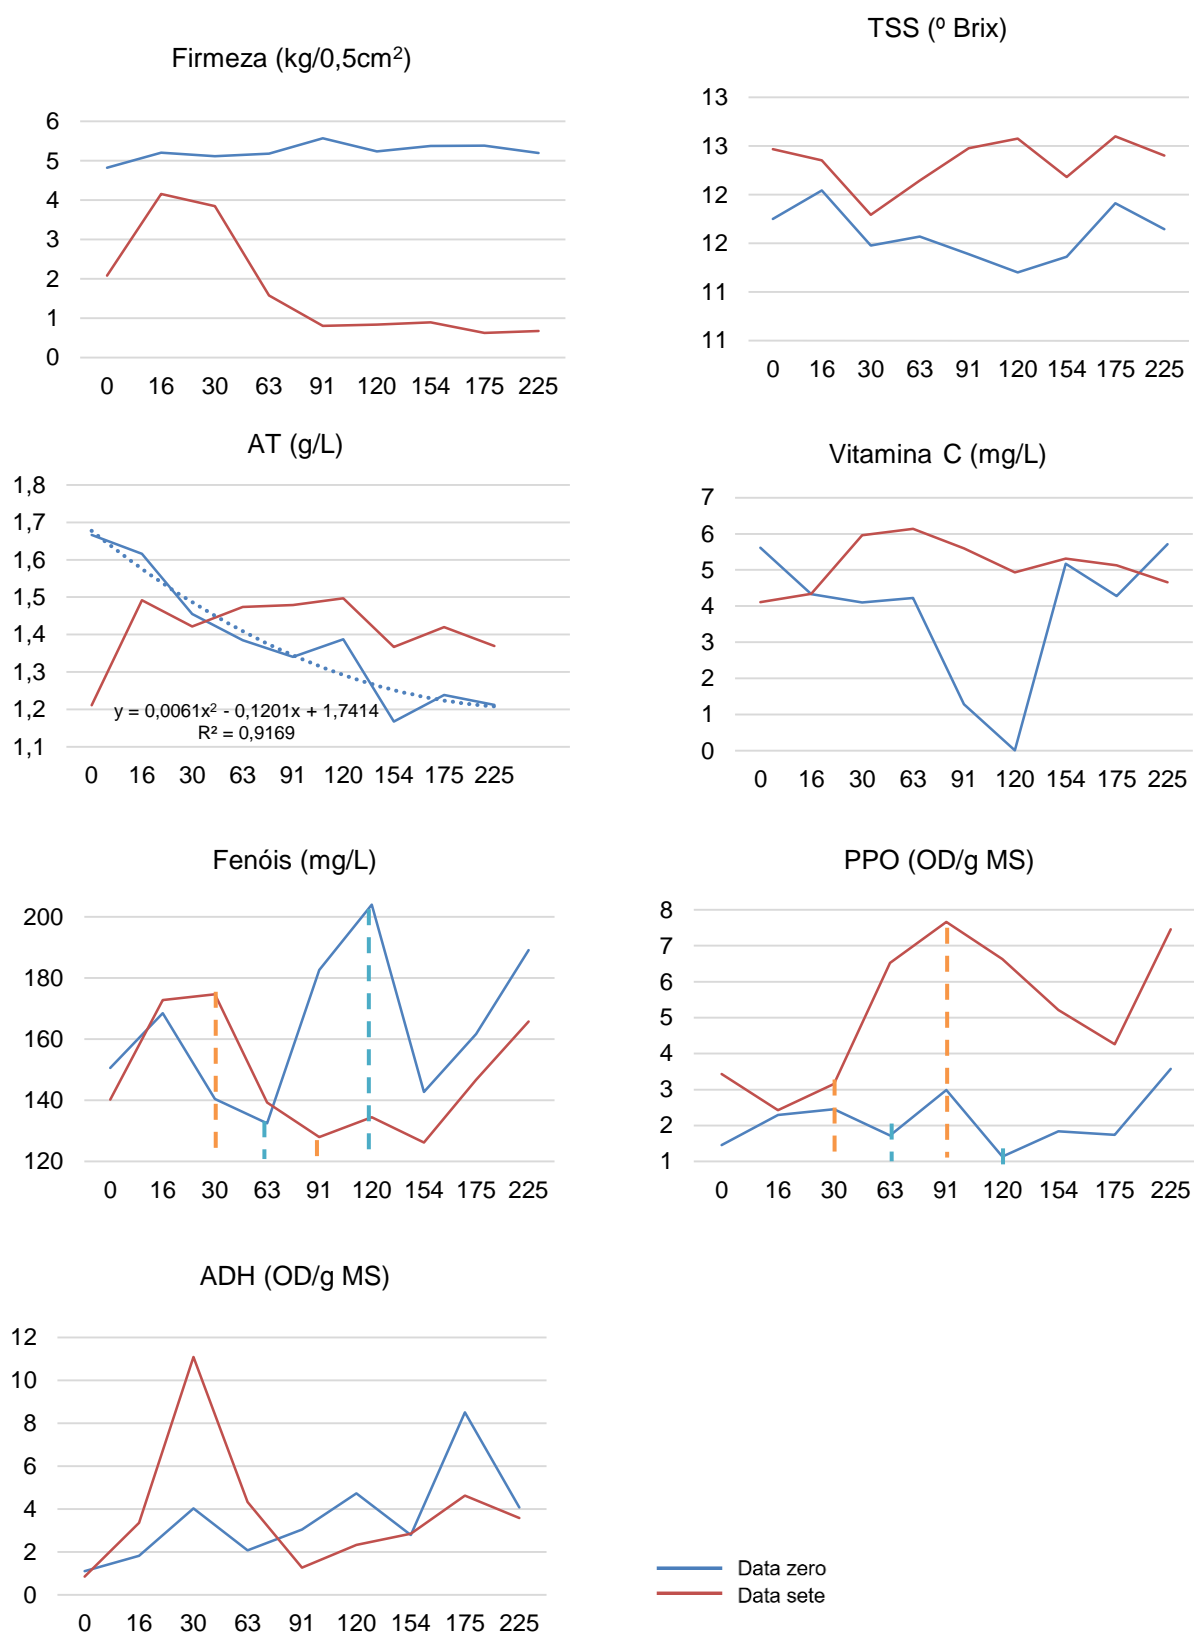 Firmeza (kg/0,5cm²)
6
5
4
3
2
1
0
0 16 30 63 91 120 154 175 225
TSS (º Brix)
13
13
12
12
11
11
0 16 30 63 91 120 154 175 225
AT (g/L)
1,8
1,7
1,6
1,5
1,4
1,3
1,2
1,1
y = 0,0061x² - 0,1201x + 1,7414
R² = 0,9169
0 16 30 63 91 120 154 175 225
Vitamina C (mg/L)
7
6
5
4
3
2
1
0
0 16 30 63 91 120 154 175 225
Fenóis (mg/L)
200
180
160
140
120
0 16 30 63 91 120 154 175 225
PPO (OD/g MS)
8
7
6
5
4
3
2
1
0 16 30 63 91 120 154 175 225
ADH (OD/g MS)
12
10
8
6
4
2
0
0 16 30 63 91 120 154 175 225
Data zero
Data sete